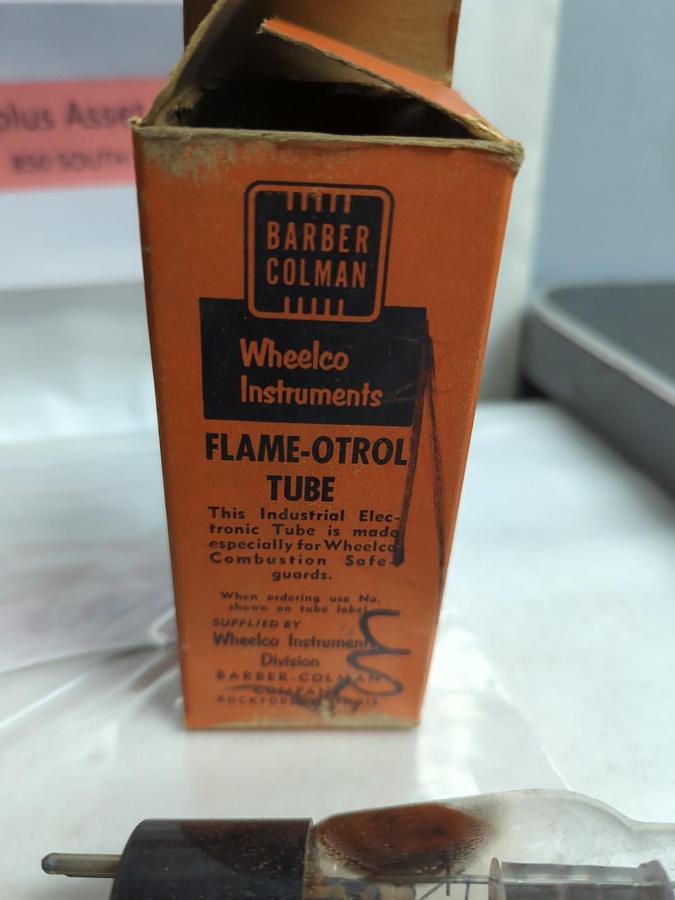 plus Asset
850 SOUTH
BARBER
COLMAN
Wheelco
Instruments
FLAME-OTROL
TUBE
This Industrial Elec-
tronic Tube is made
especially for Wheelco
Combustion Safe-
guards.
When ordering use No.
shown on tube label
SUPPLIED BY
Wheelco Instruments
Division
BARBER-COLMAN
COMPANY
ROCKFORD, ILLINOIS